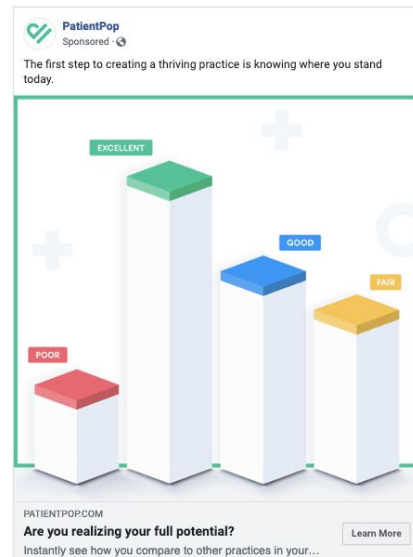 PatientPop
Sponsored ·
The first step to creating a thriving practice is knowing where you stand
today.
EXCELLENT
GOOD
FAIR
POOR
PATIENTPOP.COM
Are you realizing your full potential?
Learn More
Instantly see how you compare to other practices in your...